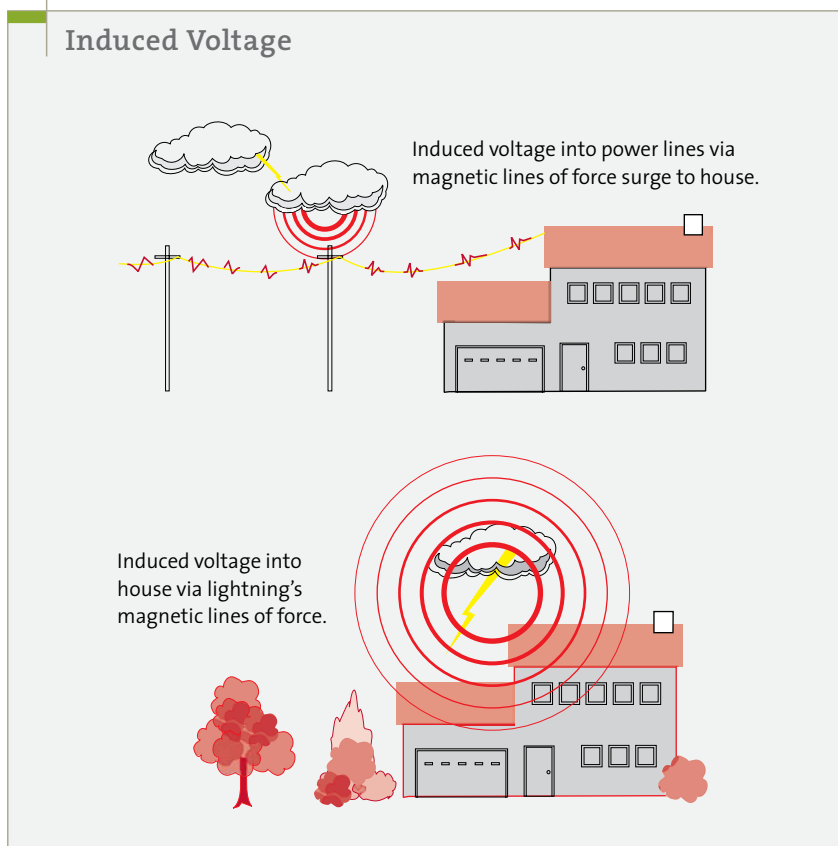 Induced Voltage
Induced voltage into power lines via
magnetic lines of force surge to house.
Induced voltage into
house via lightning’s
magnetic lines of force.